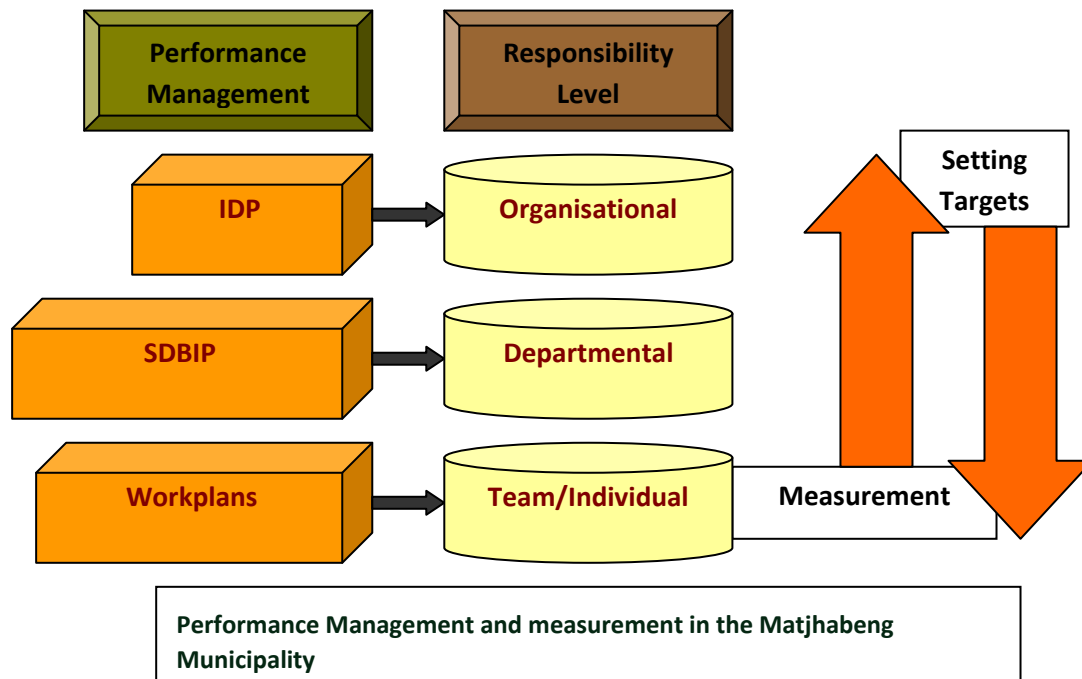 Performance
Management
Responsibility
Level
Setting
Targets
IDP
Organisational
SDBIP
Departmental
Workplans
Team/Individual
Measurement
Performance Management and measurement in the Matjhabeng
Municipality